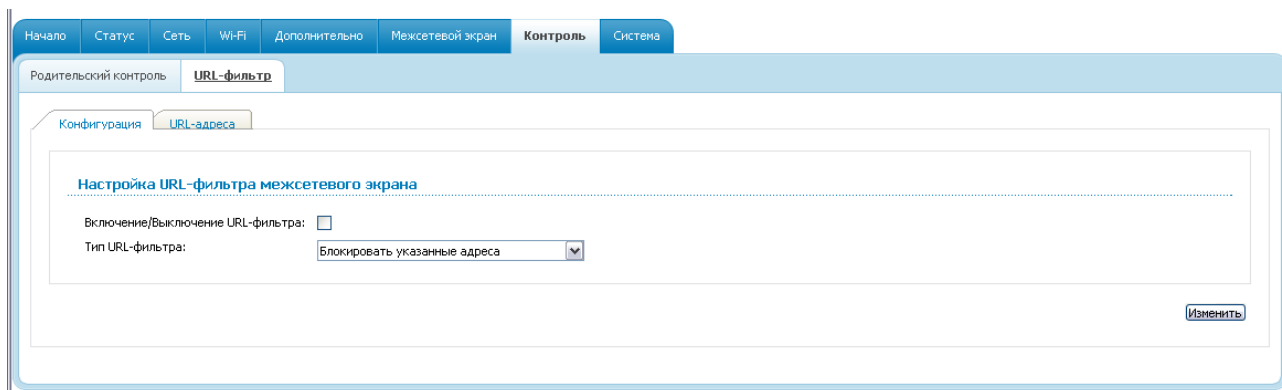 Начало Статус Сеть Wi-Fi Дополнительно Межсетевой экран Контроль Система
Родительский контроль URL-фильтр
Конфигурация URL-адреса
Настройка URL-фильтра межсетевого экрана
Включение/Выключение URL-фильтра:
Тип URL-фильтра: Блокировать указанные адреса
Изменить